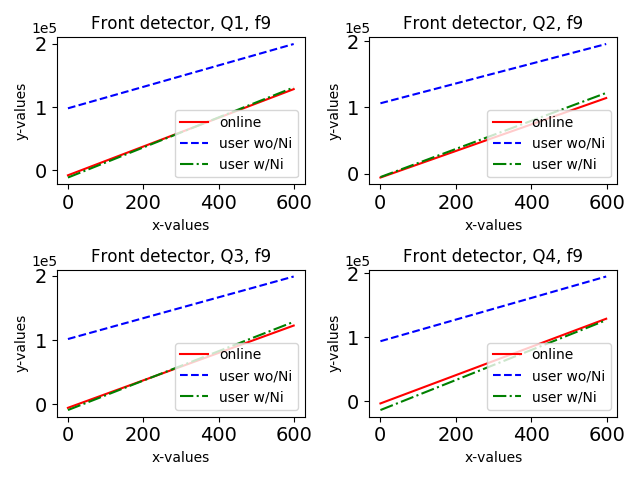 Front detector, Q1, f9
1e5
2
1
0
y-values
online
user wo/Ni
user w/Ni
0 200 400 600
x-values
Front detector, Q2, f9
1e5
2
1
0
y-values
online
user wo/Ni
user w/Ni
0 200 400 600
x-values
Front detector, Q3, f9
1e5
2
1
0
y-values
online
user wo/Ni
user w/Ni
0 200 400 600
x-values
Front detector, Q4, f9
1e5
2
1
0
y-values
online
user wo/Ni
user w/Ni
0 200 400 600
x-values